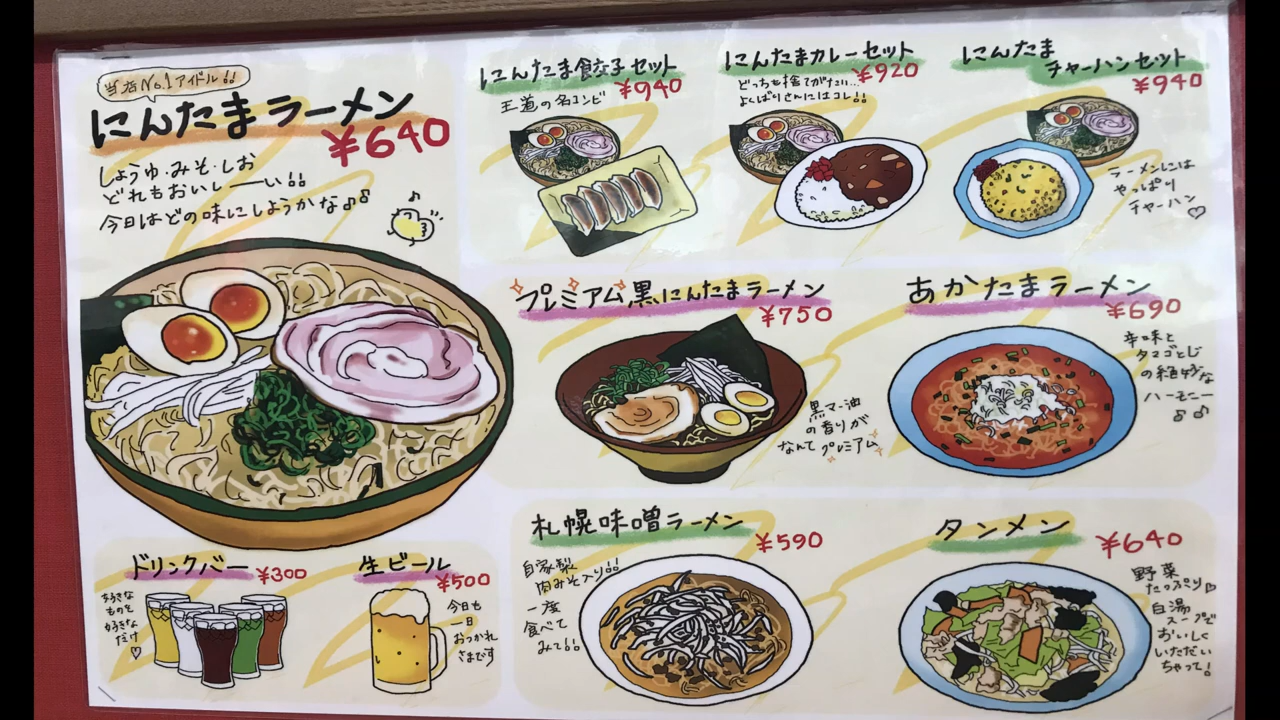 当店No.1アイドル!!
にんたまラーメン
¥640
しょうゆ・みそ・しお
どれもおいしーーい!!
今日はどの味にしようかな♪♪
にんたま餃子セット
¥940
王道の名コンビ
にんたまカレーセット
¥920
どっちも捨てがたい…
よくばりさんにはコレ!!
にんたま
チャーハンセット
¥940
ラーメンには
やっぱり
チャーハン♡
プレミアム黒にんたまラーメン
¥750
黒マー油
の香りが
なんて プレミアム
あかたまラーメン
¥690
辛味と
タマゴとじ
の絶妙な
ハーモニー
♪♪
札幌味噌ラーメン
¥590
自家製
肉みそ入り!!
一度
食べて
みて!!
タンメン
¥640
野菜
たっぷり♡
白湯
スープで
おいしく
いただい
ちゃって!
ドリンクバー
¥300
好きな
ものを
好きな
だけ
♡
生ビール
¥500
今日も
一日
おつかれ
さまです